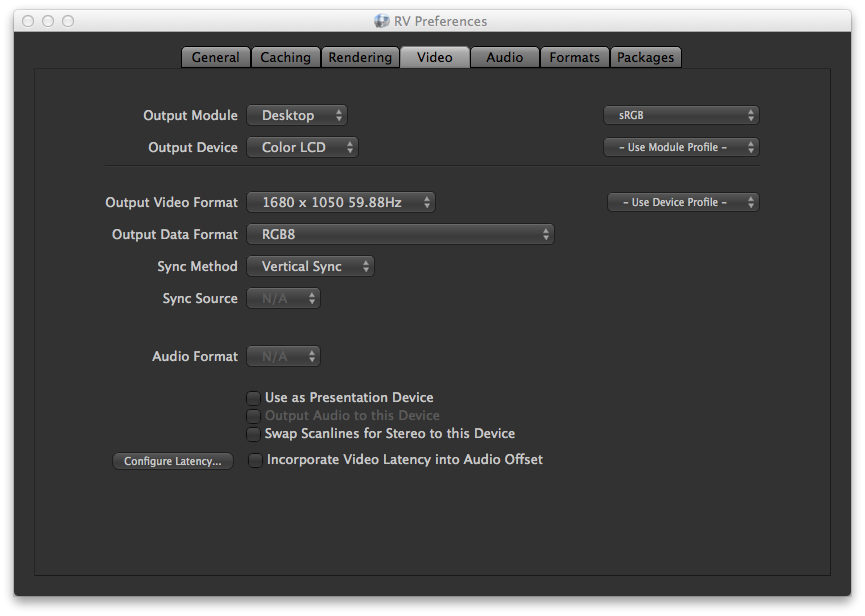 RV Preferences
General Caching Rendering Video Audio Formats Packages
Output Module Desktop sRGB
Output Device Color LCD – Use Module Profile –
Output Video Format 1680 x 1050 59.88Hz – Use Device Profile –
Output Data Format RGB8
Sync Method Vertical Sync
Sync Source N/A
Audio Format N/A
Use as Presentation Device
Output Audio to this Device
Swap Scanlines for Stereo to this Device
Configure Latency... Incorporate Video Latency into Audio Offset